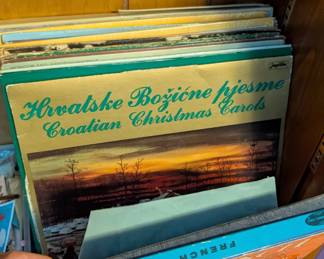 Hrvatske Božićne pjesme
Croatian Christmas Carols
FRENCH